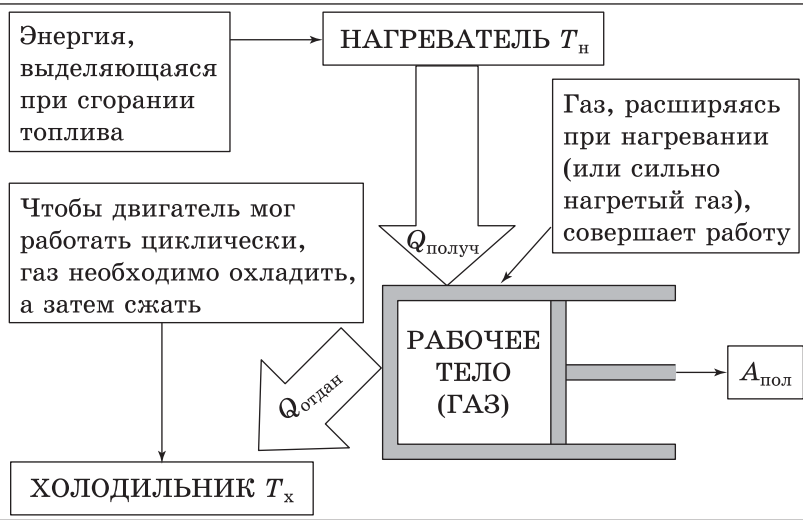 Энергия,
выделяющаяся
при сгорании
топлива
НАГРЕВАТЕЛЬ Tн
Газ, расширяясь
при нагревании
(или сильно
нагретый газ),
совершает работу
Чтобы двигатель мог
работать циклически,
газ необходимо охладить,
а затем сжать
Qполуч
РАБОЧЕЕ
ТЕЛО
(ГАЗ)
Aпол
Qотдан
ХОЛОДИЛЬНИК Tх